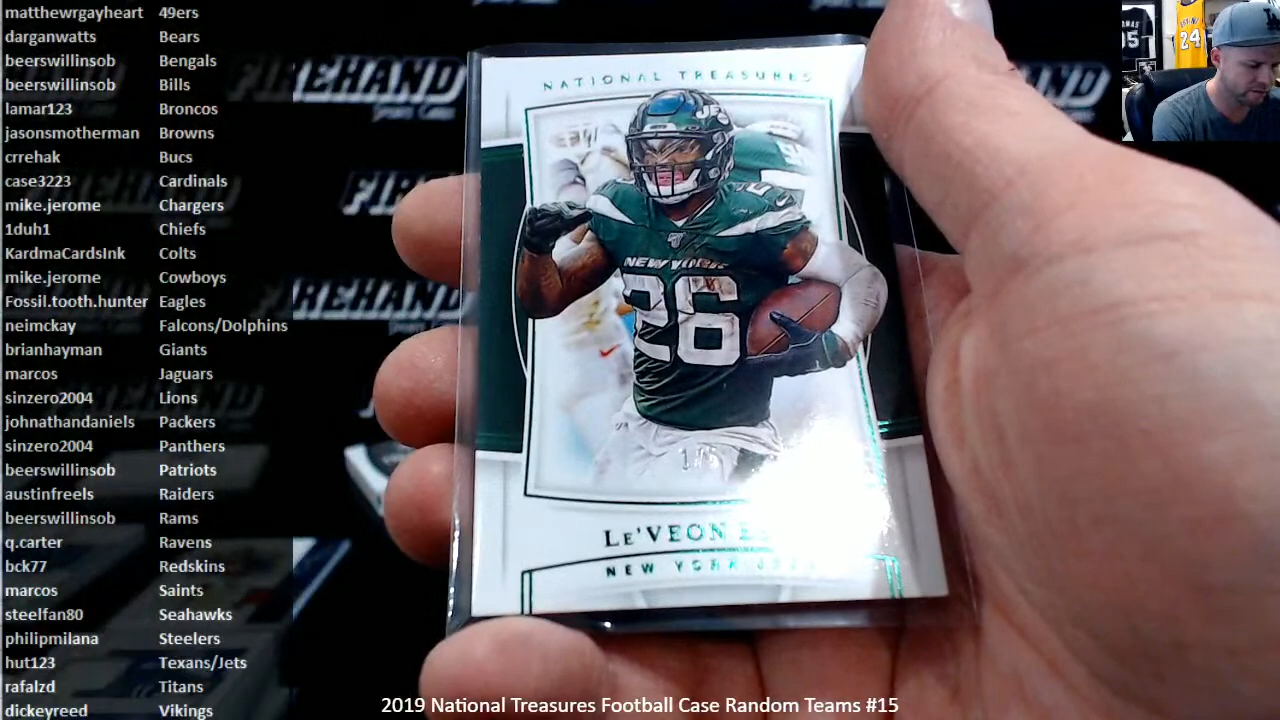 matthewrgayheart 49ers
darganwatts Bears
beerswillinsob Bengals
beerswillinsob Bills
lamar123 Broncos
jasonsmotherman Browns
crrehak Bucs
case3223 Cardinals
mike.jerome Chargers
1duh1 Chiefs
KardmaCardsInk Colts
mike.jerome Cowboys
Fossil.tooth.hunter Eagles
neimckay Falcons/Dolphins
brianhayman Giants
marcos Jaguars
sinzero2004 Lions
johnathandaniels Packers
sinzero2004 Panthers
beerswillinsob Patriots
austinfreels Raiders
beerswillinsob Rams
q.carter Ravens
bck77 Redskins
marcos Saints
steelfan80 Seahawks
philipmilana Steelers
hut123 Texans/Jets
rafalzd Titans
dickeyreed Vikings
FIREHAND
FIREHAND
NATIONAL TREASURES
JETS
NEW YORK
26
LE'VEON
NEW YORK
24
2019 National Treasures Football Case Random Teams #15